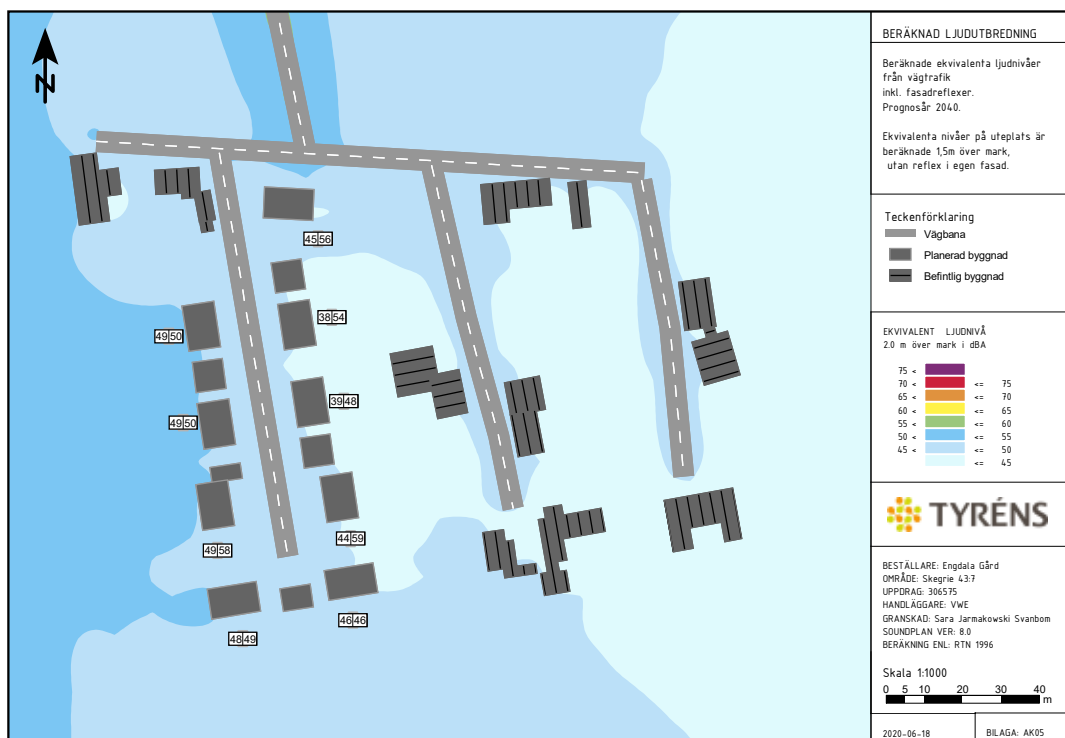 N
45 56
38 54
49 50
39 48
49 50
44 59
49 58
46 46
48 49
BERÄKNAD LJUDUTBREDNING
Beräknade ekvivalenta ljudnivåer
från vägtrafik
inkl. fasadreflexer.
Prognosår 2040.
Ekvivalenta nivåer på uteplats är
beräknade 1,5m över mark,
utan reflex i egen fasad.
Teckenförklaring
Vägbana
Planerad byggnad
Befintlig byggnad
EKVIVALENT LJUDNIVÅ
2.0 m över mark i dBA
75 <
70 < <= 75
65 < <= 70
60 < <= 65
55 < <= 60
50 < <= 55
45 < <= 50
<= 45
TYRÉNS
BESTÄLLARE: Engdala Gård
OMRÅDE: Skegrie 43:7
UPPDRAG: 306575
HANDLÄGGARE: VWE
GRANSKAD: Sara Jarmakowski Svanbom
SOUNDPLAN VER: 8.0
BERÄKNING ENL: RTN 1996
Skala 1:1000
0 5 10 20 30 40
m
2020-06-18 BILAGA: AK05